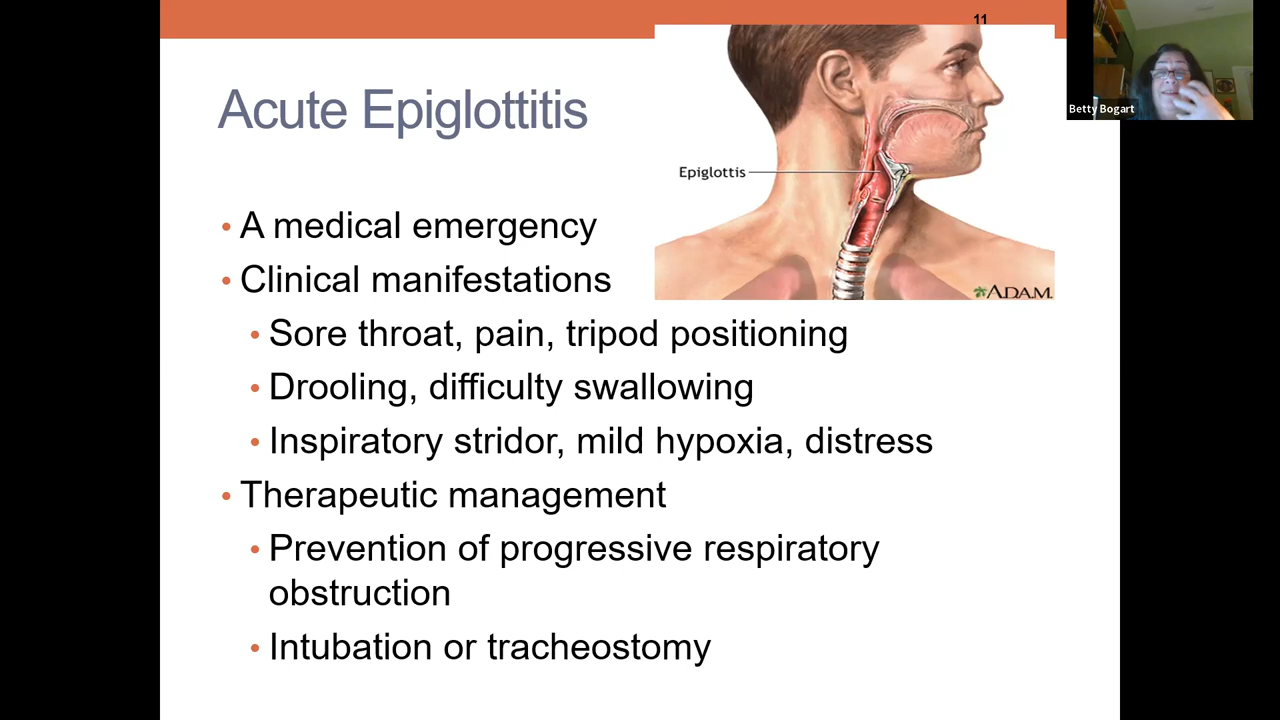 11
Betty Bogart
Acute Epiglottitis
Epiglottis
A.D.A.M.
• A medical emergency
• Clinical manifestations
• Sore throat, pain, tripod positioning
• Drooling, difficulty swallowing
• Inspiratory stridor, mild hypoxia, distress
• Therapeutic management
• Prevention of progressive respiratory
obstruction
• Intubation or tracheostomy